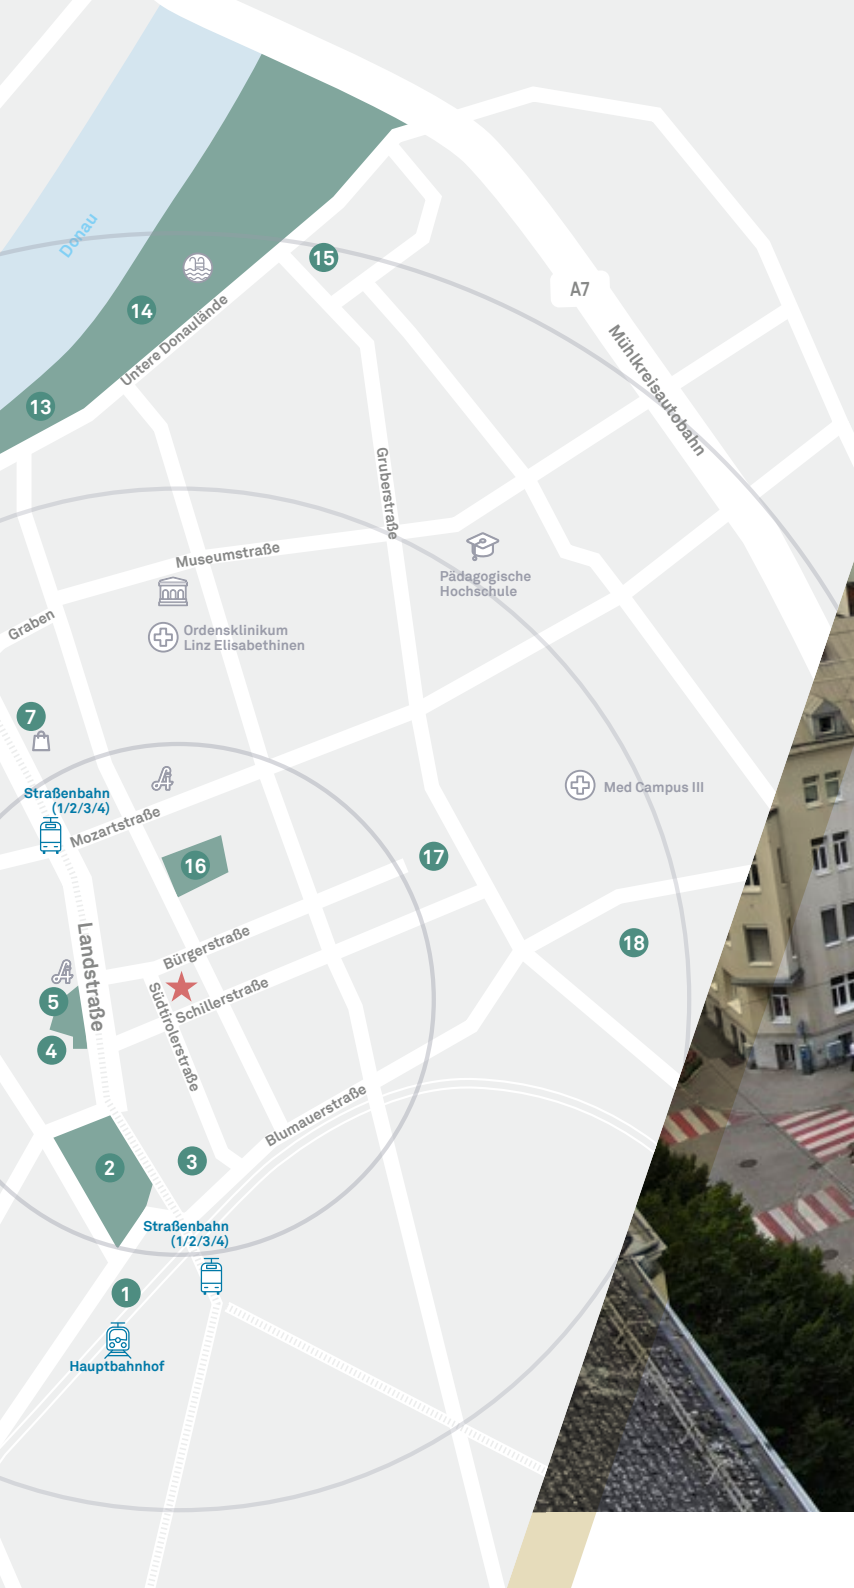 Donau
15
A7
14
Untere Donaulände
Mühlkreisautobahn
13
Gruberstraße
Museumstraße
Pädagogische
Hochschule
Graben
Ordensklinikum
Linz Elisabethinen
7
Straßenbahn
(1/2/3/4)
Med Campus III
Mozartstraße
16
17
Landstraße
Bürgerstraße
18
5
Südtirolerstraße
Schillerstraße
4
Blumauerstraße
2
3
Straßenbahn
(1/2/3/4)
1
Hauptbahnhof